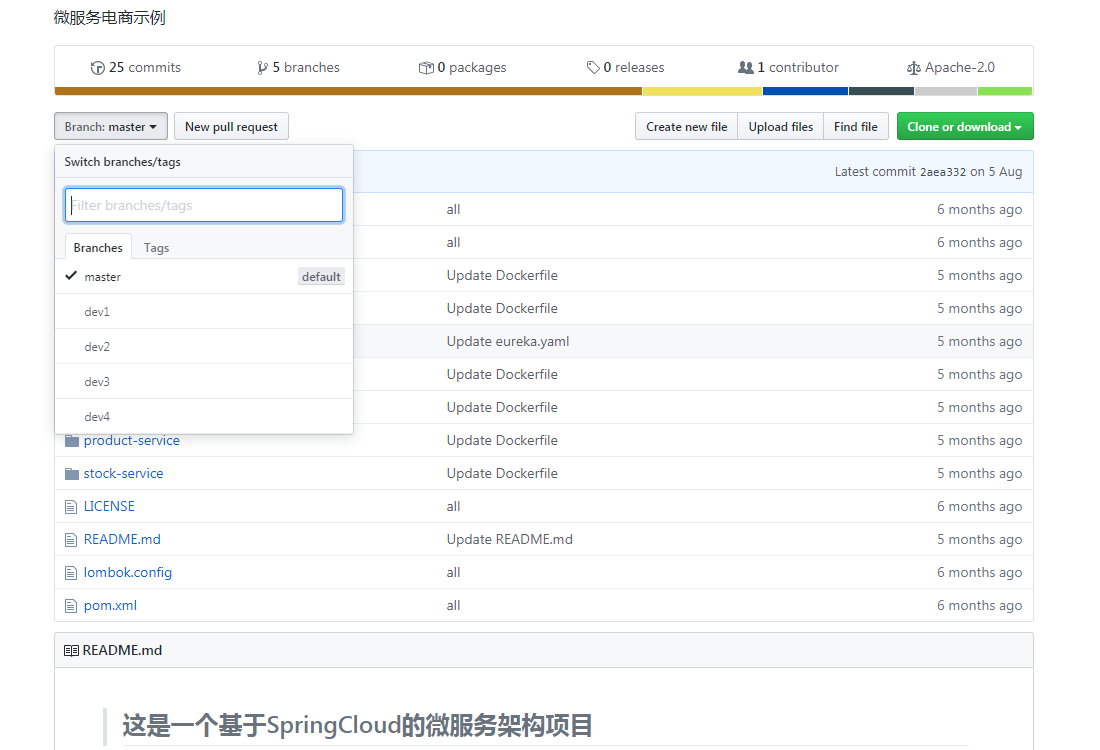 微服务电商示例
25 commits 5 branches 0 packages 0 releases 1 contributor Apache-2.0
Branch: master New pull request Create new file Upload files Find file Clone or download
Switch branches/tags
Latest commit 2aea332 on 5 Aug
Filter branches/tags
all 6 months ago
Branches Tags
all 6 months ago
master default
Update Dockerfile 5 months ago
dev1
Update Dockerfile 5 months ago
dev2
Update eureka.yaml 5 months ago
dev3
Update Dockerfile 5 months ago
dev4
Update Dockerfile 5 months ago
product-service Update Dockerfile 5 months ago
stock-service Update Dockerfile 5 months ago
LICENSE all 6 months ago
README.md Update README.md 5 months ago
lombok.config all 6 months ago
pom.xml all 6 months ago
README.md
这是一个基于SpringCloud的微服务架构项目